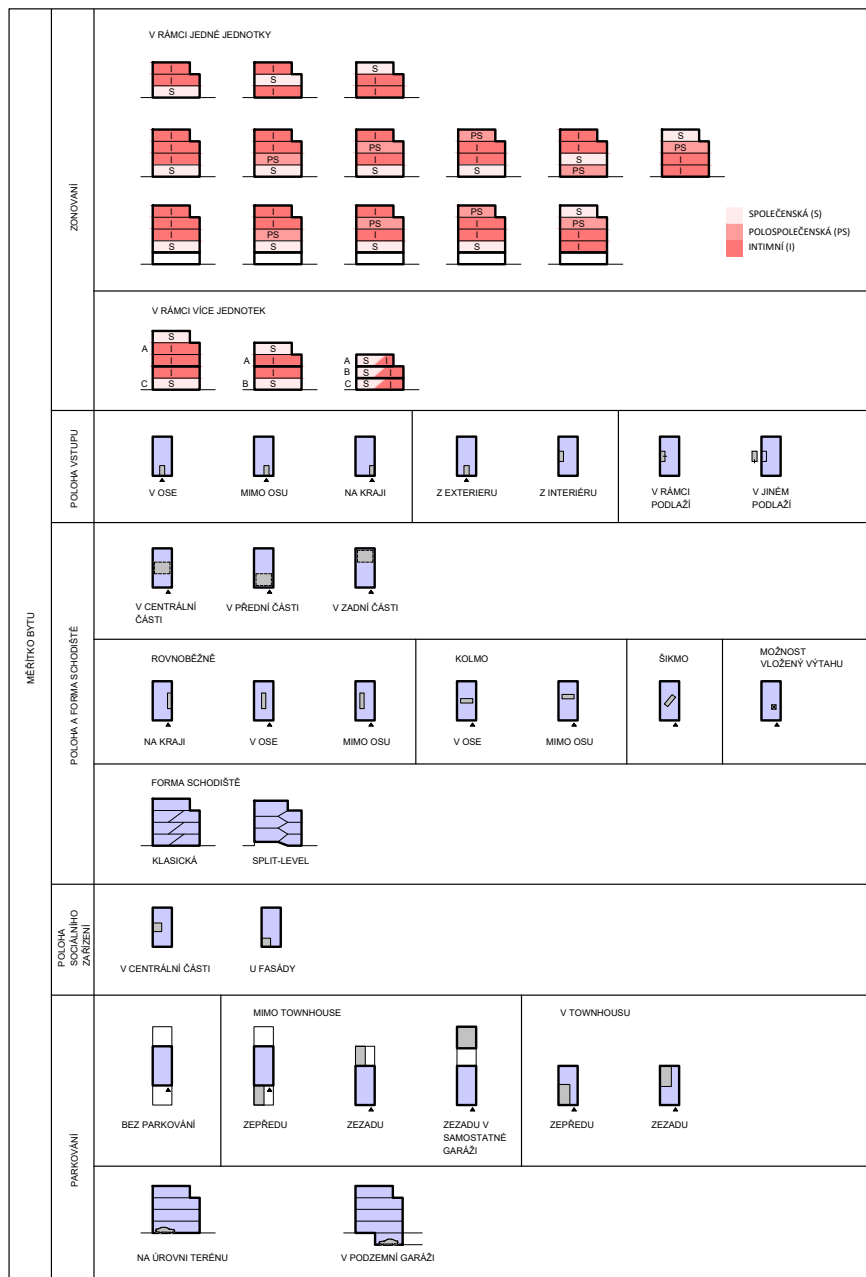 MĚŘÍTKO BYTU
ZONOVANÍ
V RÁMCI JEDNÉ JEDNOTKY
I I S
I S I
S I I
I I I PS I S
I I PS I I PS
I PS I I S I
S S S S PS I
I I I PS S
I I PS I PS
I PS I I I
S S S S I
SPOLEČENSKÁ (S)
POLOSPOLEČENSKÁ (PS)
INTIMNÍ (I)
V RÁMCI VÍCE JEDNOTEK
S
A I S
I A I A S I
I I B S I
C S B S C S I
POLOHA VSTUPU
V OSE MIMO OSU NA KRAJI Z EXTERIERU Z INTERIÉRU V RÁMCI V JINÉM
PODLAŽÍ PODLAŽÍ
POLOHA A FORMA SCHODIŠTĚ
V CENTRÁLNÍ V PŘEDNÍ ČÁSTI V ZADNÍ ČÁSTI
ČÁSTI
ROVNOBĚŽNĚ KOLMO ŠIKMO MOŽNOST
VLOŽENÝ VÝTAHU
NA KRAJI V OSE MIMO OSU V OSE MIMO OSU
FORMA SCHODIŠTĚ
KLASICKÁ SPLIT-LEVEL
POLOHA
SOCIÁLNÍHO
ZAŘÍZENÍ
V CENTRÁLNÍ ČÁSTI U FASÁDY
PARKOVÁNÍ
MIMO TOWNHOUSE V TOWNHOUSU
BEZ PARKOVÁNÍ ZEPŘEDU ZEZADU ZEZADU V ZEPŘEDU ZEZADU
SAMOSTATNÉ
GARÁŽI
NA ÚROVNI TERÉNU V PODZEMNÍ GARÁŽI